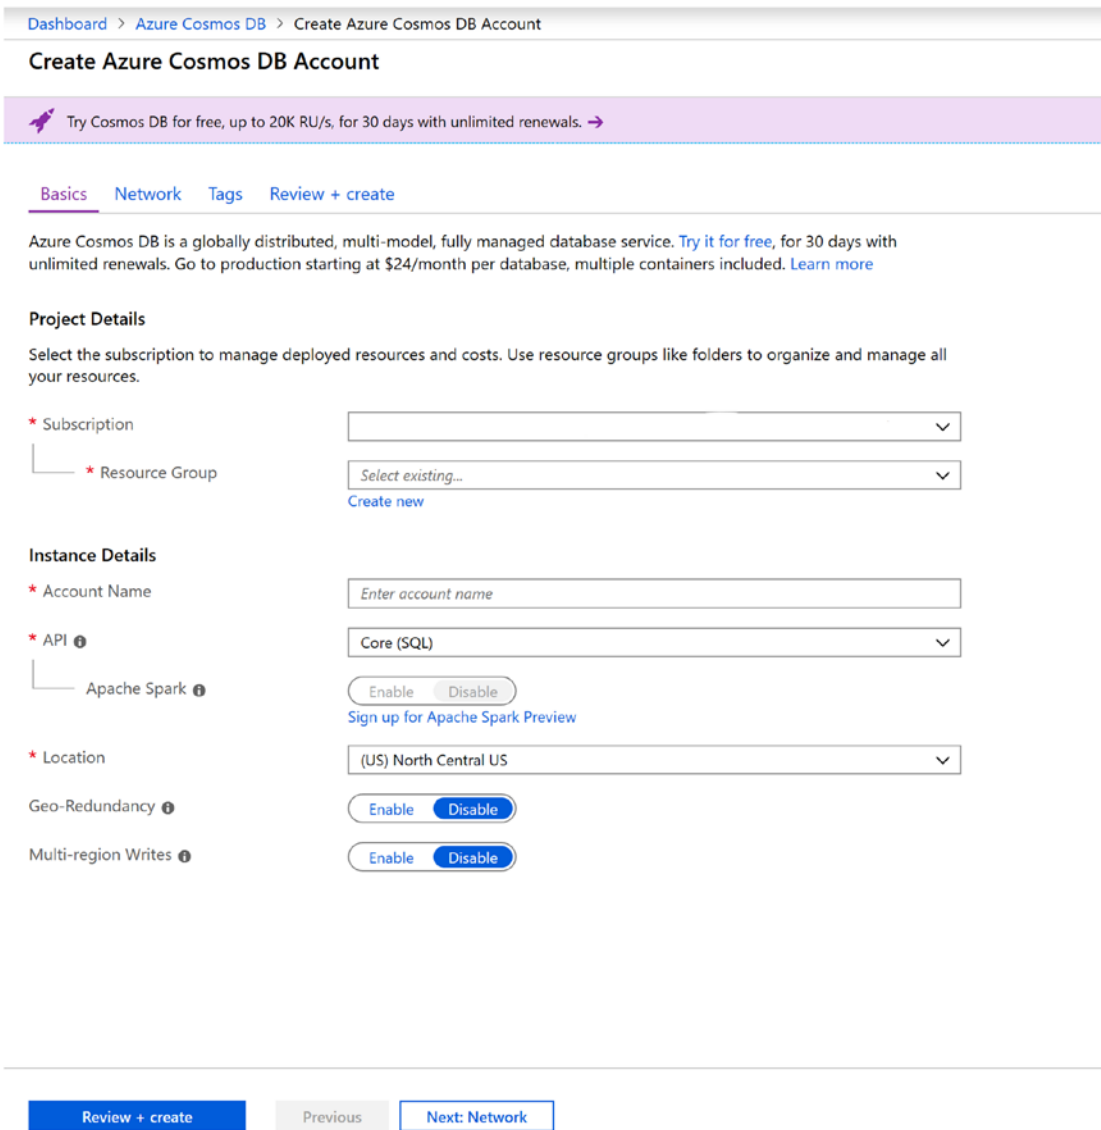 Dashboard > Azure Cosmos DB > Create Azure Cosmos DB Account
Create Azure Cosmos DB Account
Try Cosmos DB for free, up to 20K RU/s, for 30 days with unlimited renewals. →
Basics Network Tags Review + create
Azure Cosmos DB is a globally distributed, multi-model, fully managed database service. Try it for free, for 30 days with
unlimited renewals. Go to production starting at $24/month per database, multiple containers included. Learn more
Project Details
Select the subscription to manage deployed resources and costs. Use resource groups like folders to organize and manage all
your resources.
* Subscription
* Resource Group Select existing...
Create new
Instance Details
* Account Name Enter account name
* API Core (SQL)
Apache Spark Enable Disable
Sign up for Apache Spark Preview
* Location (US) North Central US
Geo-Redundancy Enable Disable
Multi-region Writes Enable Disable
Review + create Previous Next: Network